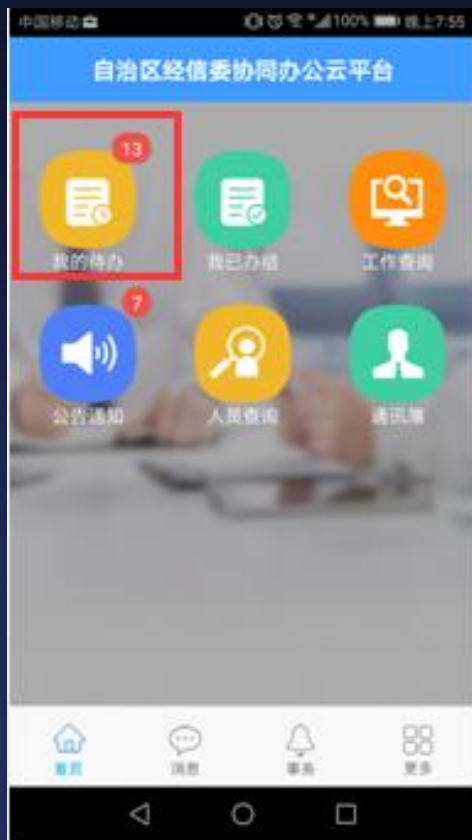 中国移动 100% 晚上7:55
自治区经信委协同办公云平台
13
我的待办 我已办结 工作查询
7
公告通知 人员查询 通讯簿
首页 消息 事务 更多